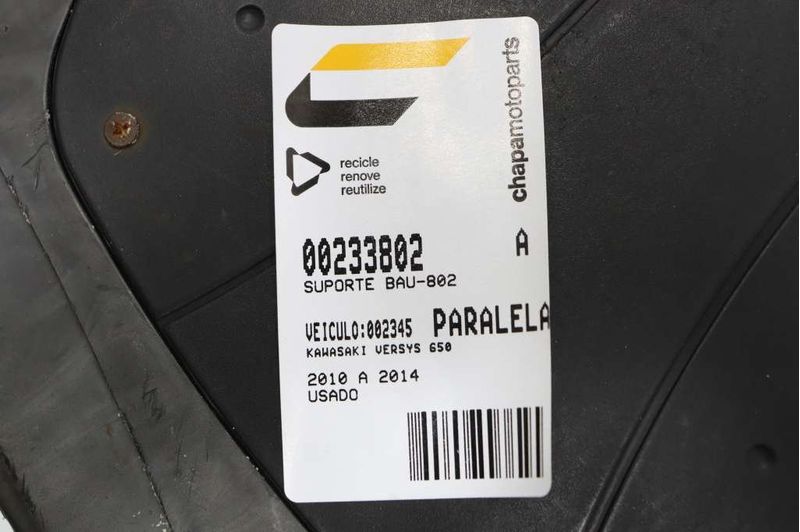 chapamotoparts
recicle
renove
reutilize
00233802
A
SUPORTE BAU-802
VEICULO:002345 PARALELA
KAWASAKI VERSYS 650
2010 A 2014
USADO